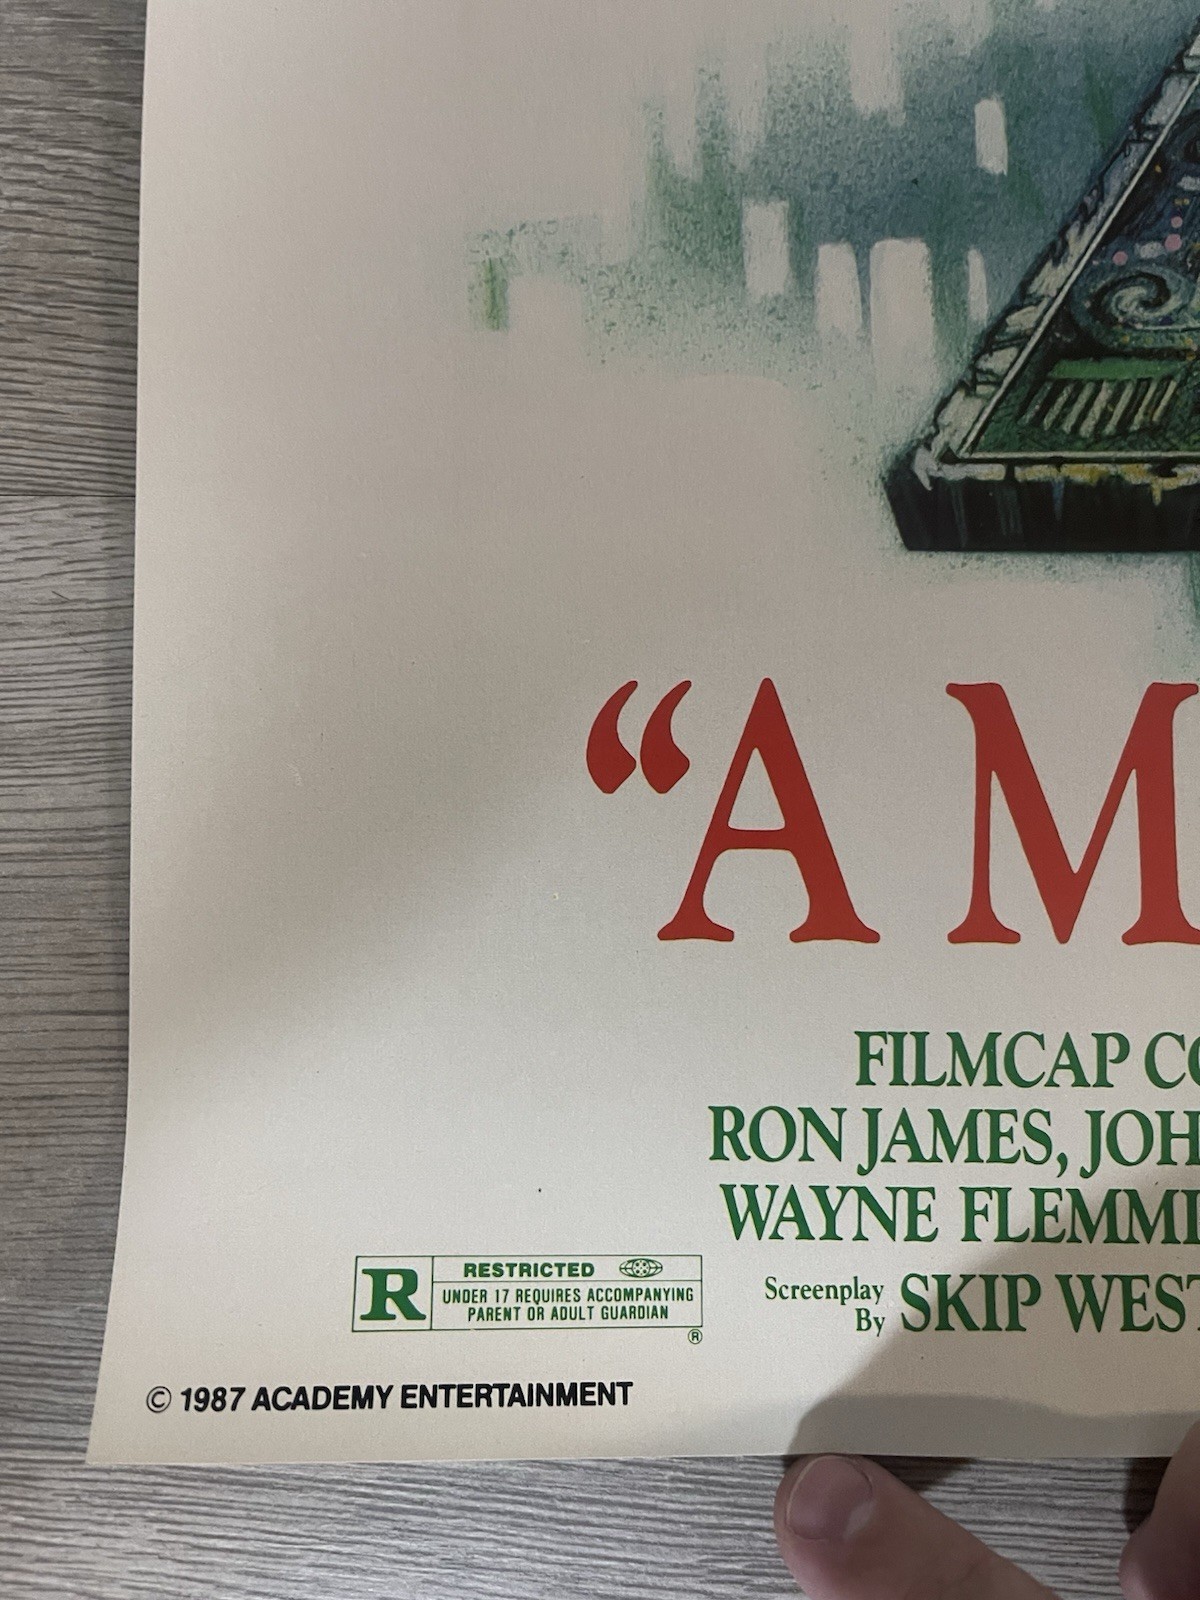 “A M
FILMCAP CO
RON JAMES, JOH
WAYNE FLEMMI
R RESTRICTED
UNDER 17 REQUIRES ACCOMPANYING
PARENT OR ADULT GUARDIAN
®
Screenplay
By SKIP WEST
© 1987 ACADEMY ENTERTAINMENT